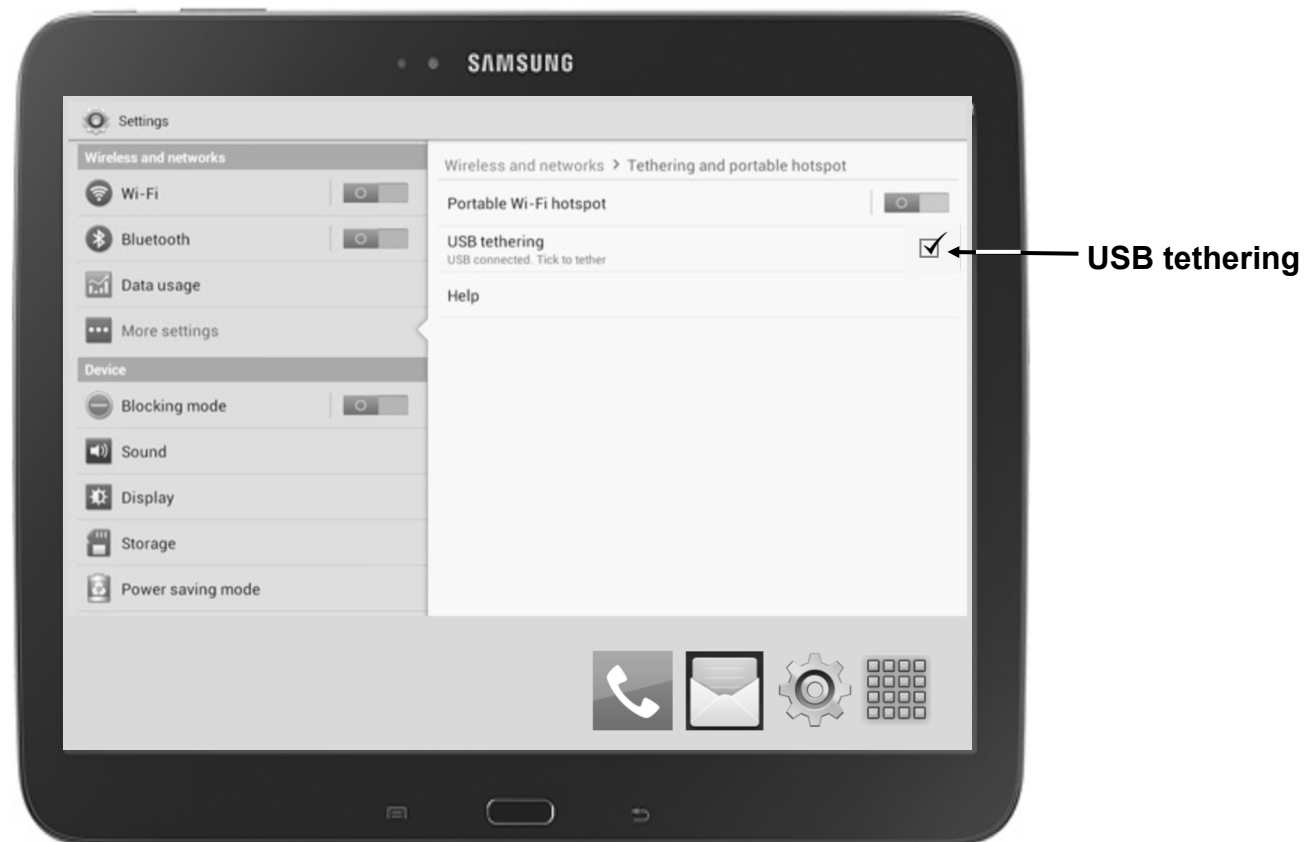 SAMSUNG
Settings
Wireless and networks
Wi-Fi
Bluetooth
Data usage
More settings
Device
Blocking mode
Sound
Display
Storage
Power saving mode
Wireless and networks > Tethering and portable hotspot
Portable Wi-Fi hotspot
USB tethering
USB connected. Tick to tether
Help
USB tethering